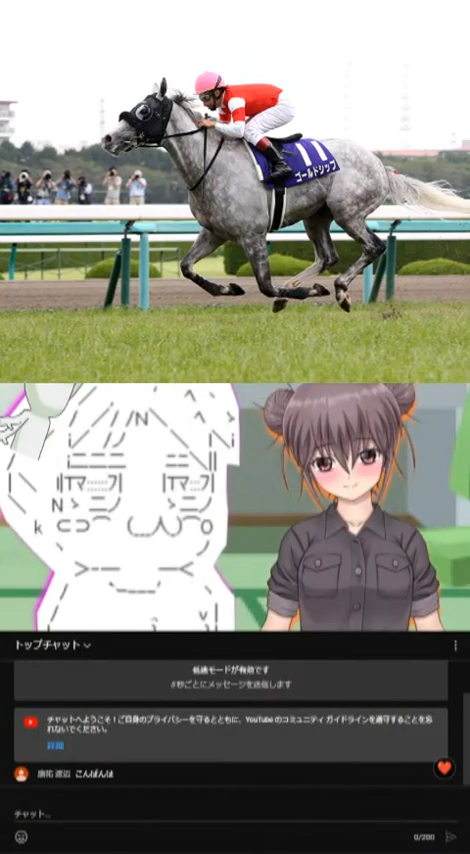 11
ゴールドシップ
トップチャット
低速モードが有効です
秒ごとにメッセージを送信します
チャットへようこそ！ご自身のプライバシーを守るとともに、YouTube のコミュニティ ガイドラインを遵守することを忘
れないでください。
詳細
渡辺 こんばんは
チャット...
0/200